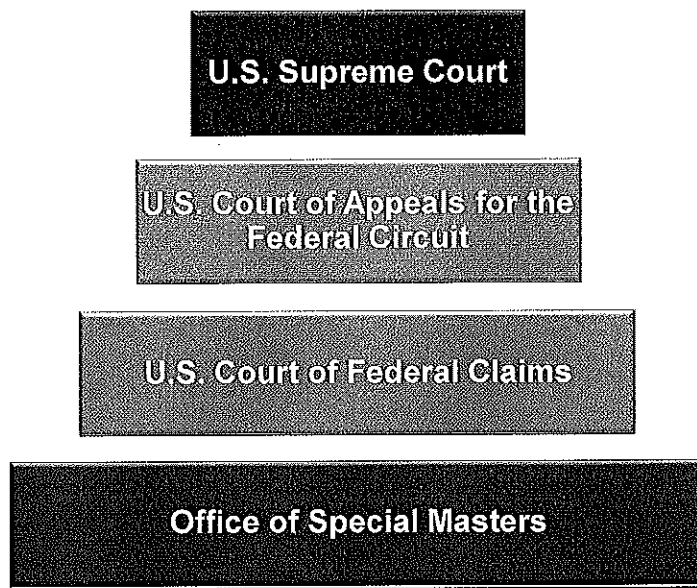 U.S. Supreme Court
U.S. Court of Appeals for the
Federal Circuit
U.S. Court of Federal Claims
Office of Special Masters